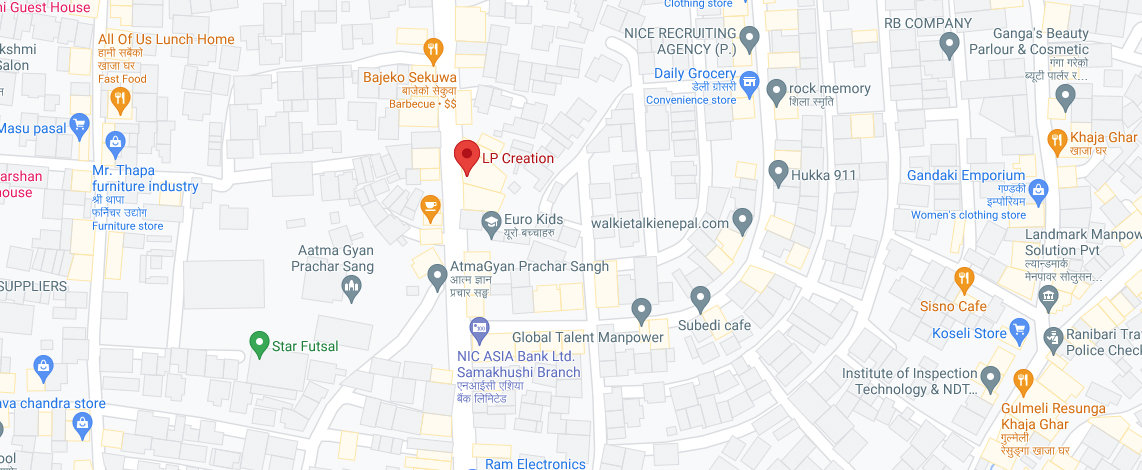 Guest House
All Of Us Lunch Home
हानी सबैको
खाजा घर
Fast Food
Salon
Masu pasal
Mr. Thapa
furniture industry
श्री थापा
फर्निचर उद्योग
Furniture store
house
SUPPLIERS
Star Futsal
chandra store
Bajeko Sekuwa
बाजेको सेकुवा
Barbecue • $$
LP Creation
Euro Kids
यूरो बच्चाहरु
Aatma Gyan
Prachar Sang
AtmaGyan Prachar Sangh
आत्म ज्ञान
प्रचार सङ्घ
NIC ASIA Bank Ltd.
Samakhushi Branch
एनआईसी एशिया
बैंक लिमिटेड
Ram Electronics
Global Talent Manpower
Subedi cafe
walkietalkienepal.com
Clothing store
NICE RECRUITING
AGENCY (P.)
Daily Grocery
डेली ग्रोसरी
Convenience store
rock memory
शिला स्मृति
Hukka 911
RB COMPANY
Ganga's Beauty
Parlour & Cosmetic
गंगा गरेको
ब्यूटी पार्लर र...
Khaja Ghar
खाजा घर
Gandaki Emporium
गण्डकी
इम्पोरियम
Women's clothing store
Landmark Manpow
Solution Pvt
ल्यान्डमार्क
मेनपावर सोलुसन...
Sisno Cafe
Koseli Store
Ranibari Tra
Police Chec
Institute of Inspection
Technology & NDT...
Gulmeli Resunga
Khaja Ghar
गुल्मेली
रेसुङ्गा खाजा घर